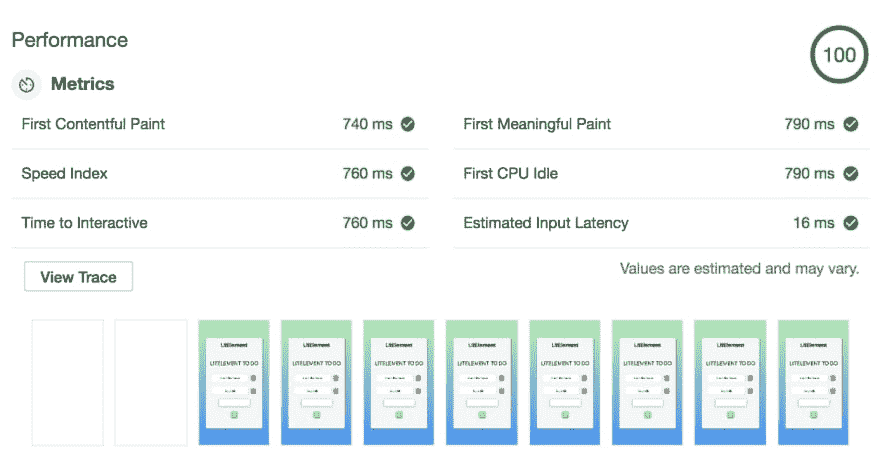 Performance
100
Metrics
First Contentful Paint 740 ms
First Meaningful Paint 790 ms
Speed Index 760 ms
First CPU Idle 790 ms
Time to Interactive 760 ms
Estimated Input Latency 16 ms
View Trace
Values are estimated and may vary.
LitElement LitElement LitElement LitElement LitElement LitElement LitElement LitElement
LITELEMENT TO DO LITELEMENT TO DO LITELEMENT TO DO LITELEMENT TO DO LITELEMENT TO DO LITELEMENT TO DO LITELEMENT TO DO LITELEMENT TO DO